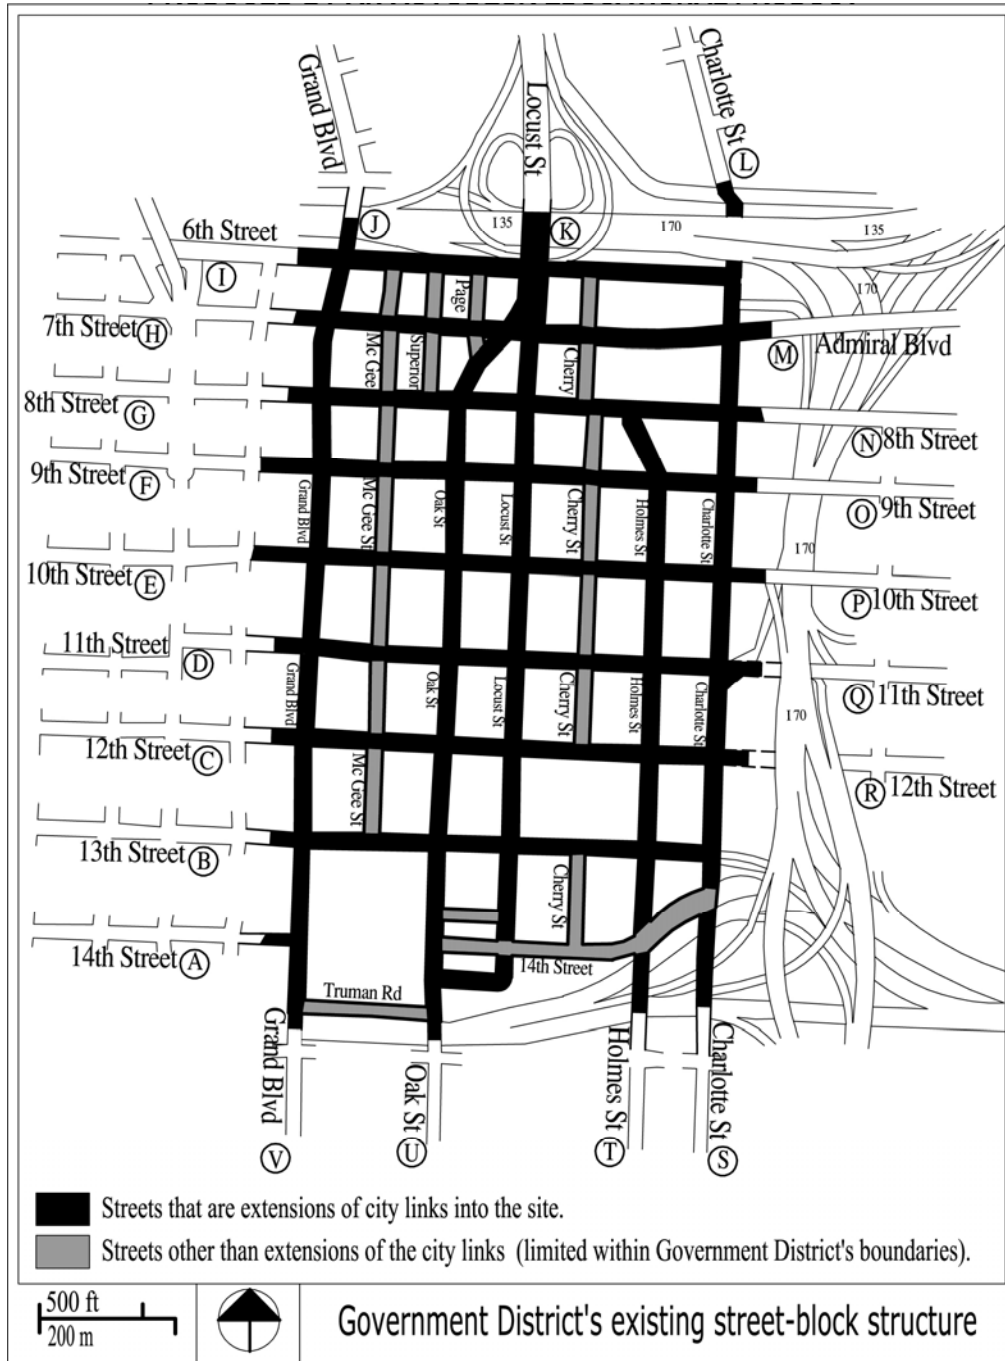 Grand Blvd
Locust St
Charlotte St
L
J
K
I35
I70
I35
6th Street
I
I70
Page
7th Street
H
Mc Gee
Superior
Cherry
M
Admiral Blvd
8th Street
G
N
8th Street
9th Street
F
Grand Blvd
Mc Gee St
Oak St
Locust St
Cherry St
Holmes St
Charlotte St
O
9th Street
I70
10th Street
E
P
10th Street
11th Street
D
Grand Blvd
Oak St
Locust St
Cherry St
Holmes St
Charlotte St
Q
11th Street
I70
12th Street
C
Mc Gee St
R
12th Street
13th Street
B
Cherry St
14th Street
A
14th Street
Truman Rd
Grand Blvd
Oak St
Holmes St
Charlotte St
V
U
T
S
Streets that are extensions of city links into the site.
Streets other than extensions of the city links (limited within Government District's boundaries).
500 ft
200 m
Government District's existing street-block structure